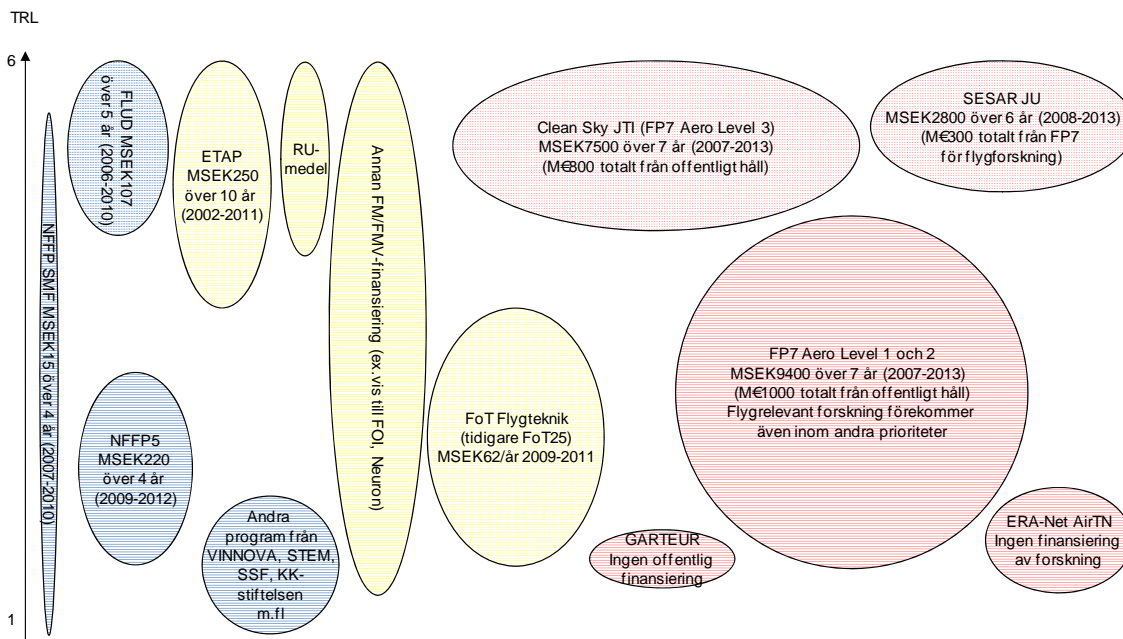 TRL
6
FLUD MSEK107
över 5 år
(2006-2010)
ETAP
MSEK250
över 10 år
(2002-2011)
RU-
medel
Annan FM/FMV-finansiering (ex.vis till FOI, Neuron)
Clean Sky JTI (FP7 Aero Level 3)
MSEK7500 över 7 år (2007-2013)
(M€800 totalt från offentligt håll)
SESAR JU
MSEK2800 över 6 år (2008-2013)
(M€300 totalt från FP7
för flygforskning)
NFFP SMF MSEK15 över 4 år (2007-2010)
NFFP5
MSEK220
över 4 år
(2009-2012)
FoT Flygteknik
(tidigare FoT25)
MSEK62/år 2009-2011
FP7 Aero Level 1 och 2
MSEK9400 över 7 år (2007-2013)
(M€1000 totalt från offentligt håll)
Flygrelevant forskning förekommer
även inom andra prioriteter
Andra
program från
VINNOVA, STEM,
SSF, KK-
stiftelsen
m.fl
GARTEUR
Ingen offentlig
finansiering
ERA-Net AirTN
Ingen finansiering
av forskning
1